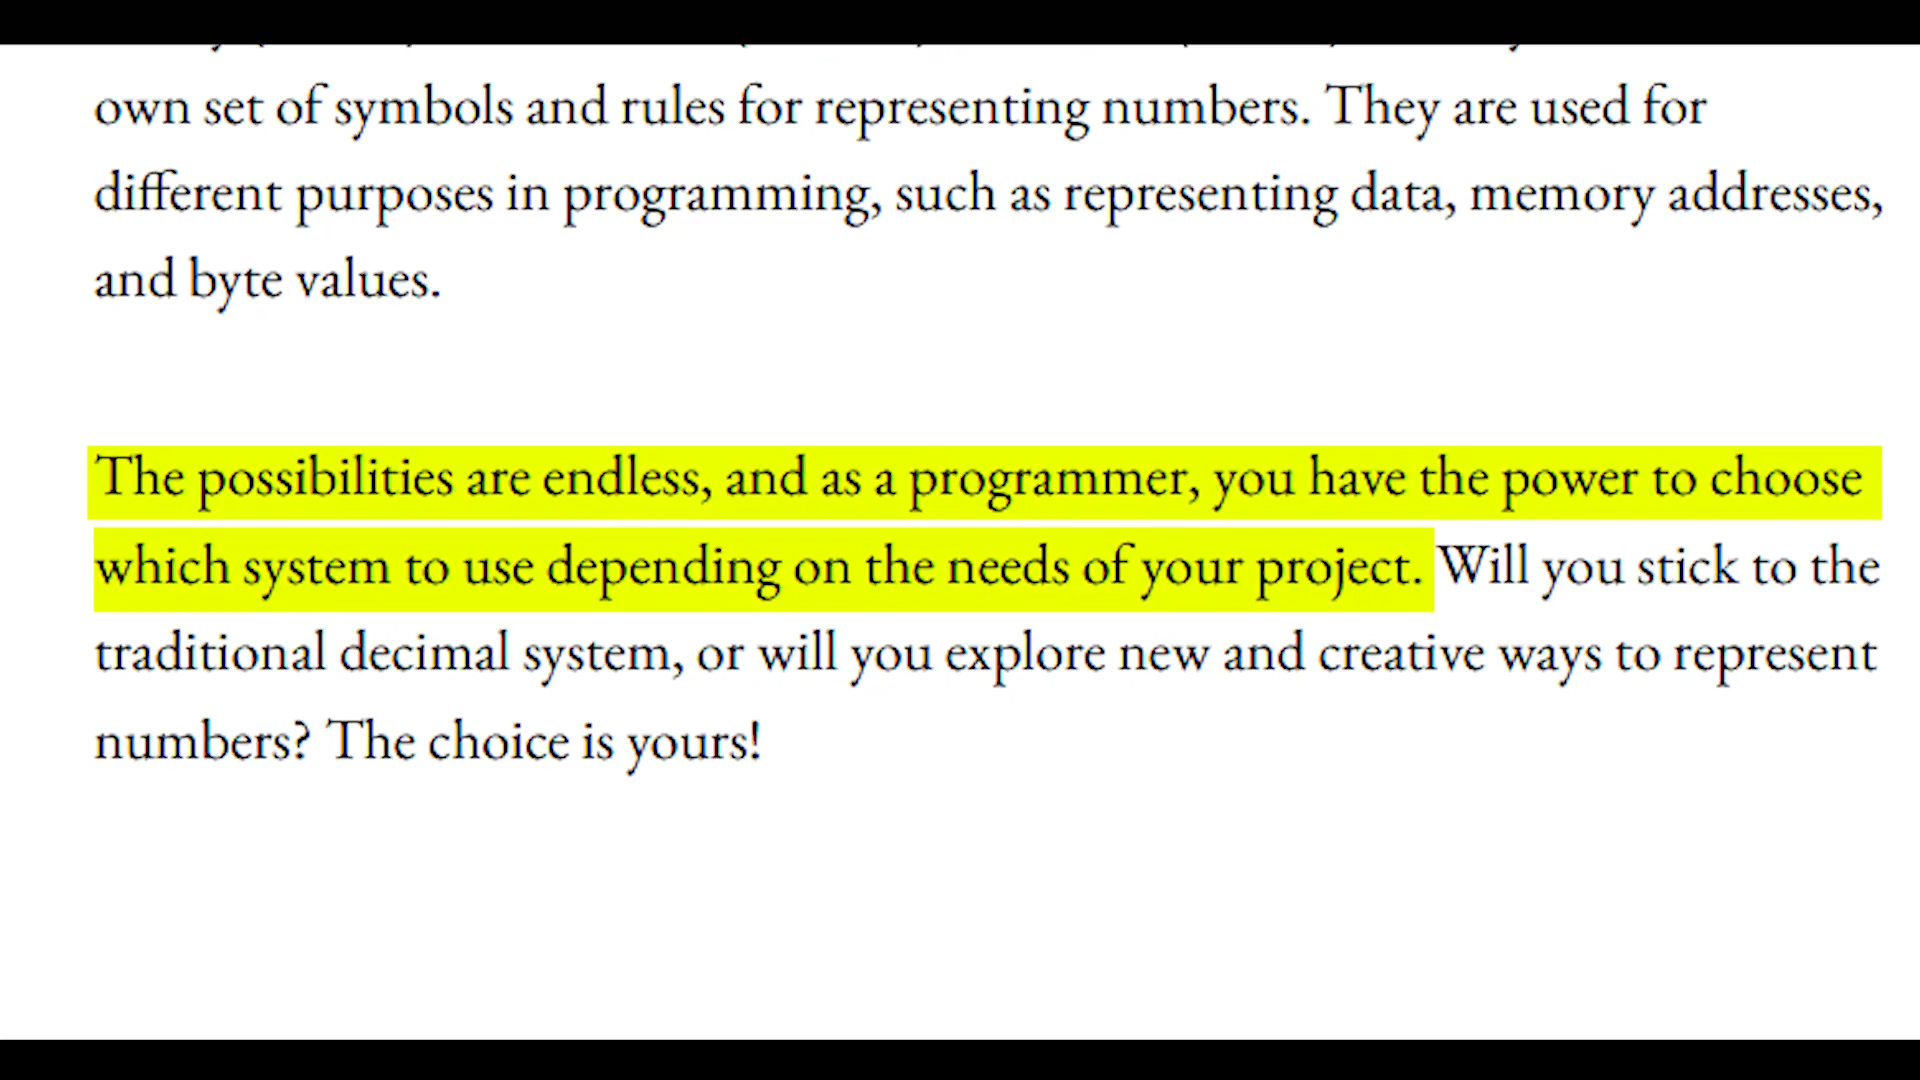 own set of symbols and rules for representing numbers. They are used for
different purposes in programming, such as representing data, memory addresses,
and byte values.
The possibilities are endless, and as a programmer, you have the power to choose
which system to use depending on the needs of your project. Will you stick to the
traditional decimal system, or will you explore new and creative ways to represent
numbers? The choice is yours!